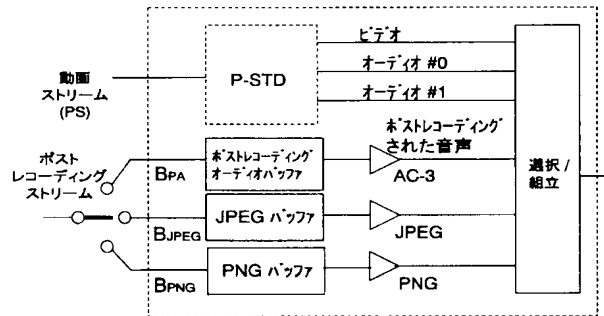 動画
ストリーム
(PS)
P-STD
ビデオ
オーディオ #0
オーディオ #1
ポストレコーディング
された音声
ポスト
レコーディング
ストリーム
BPA
ポストレコーディング
オーディオバッファ
AC-3
選択 /
組立
BJPEG
JPEG バッファ
JPEG
BPNG
PNG バッファ
PNG